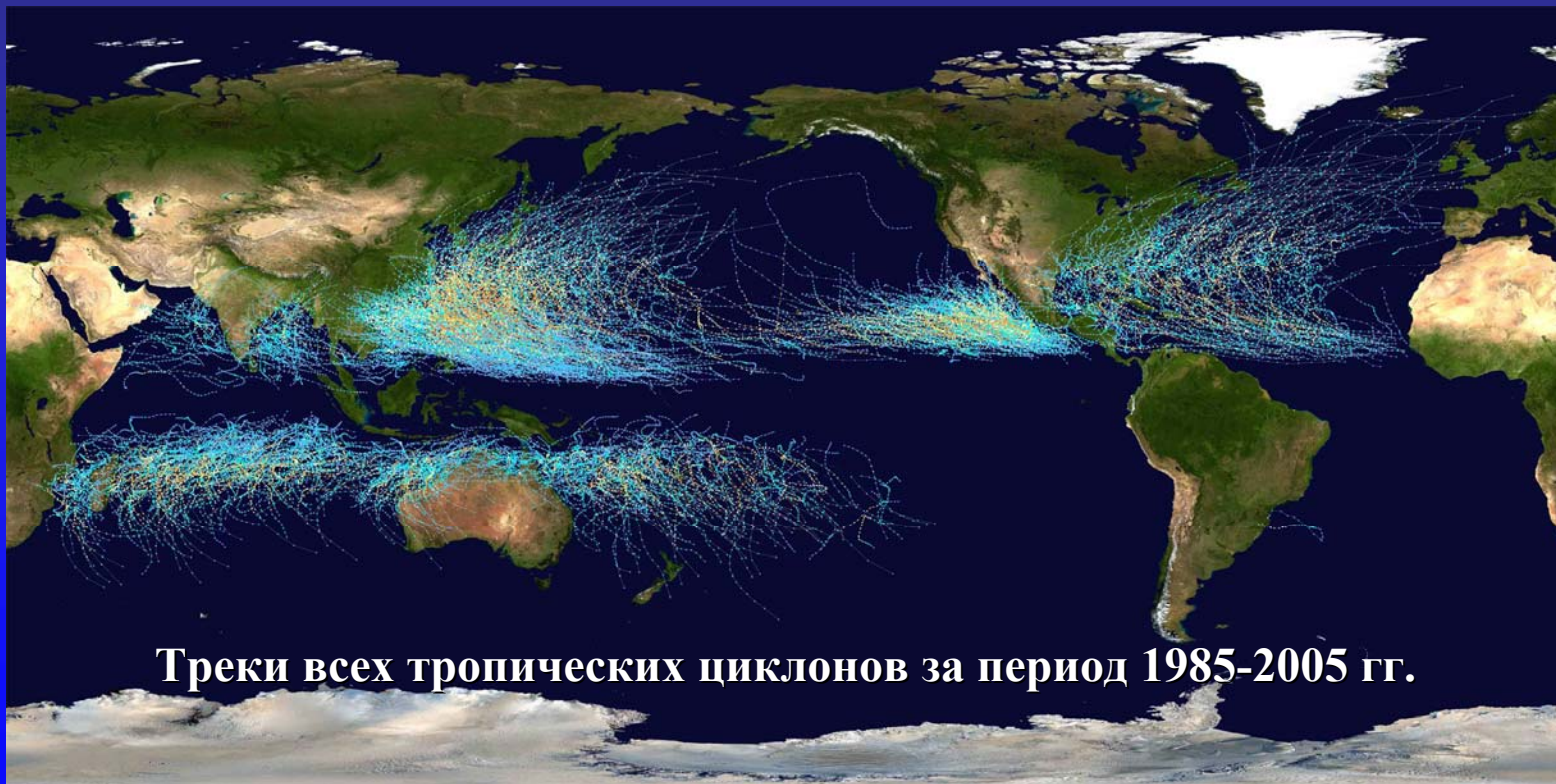 Треки всех тропических циклонов за период 1985-2005 гг.